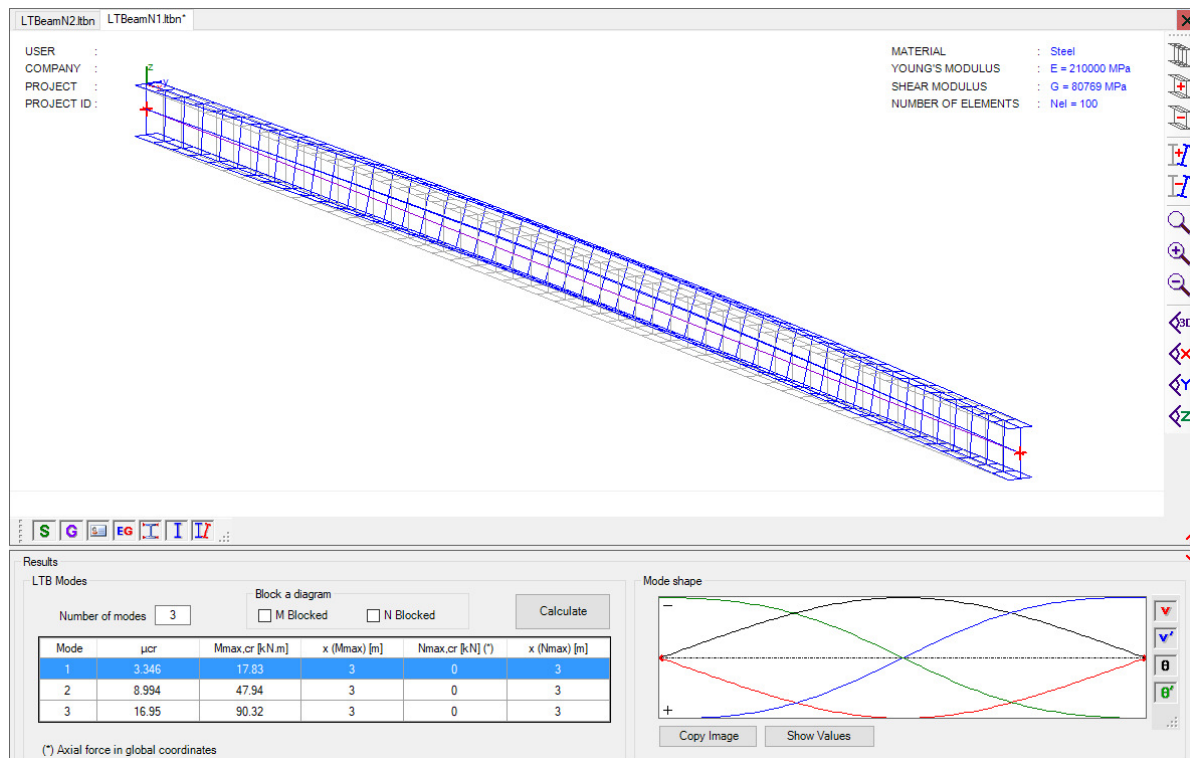 LTBeamN2.ltbn LTBeamN1.ltbn*
USER :
COMPANY :
PROJECT :
PROJECT ID :
MATERIAL : Steel
YOUNG'S MODULUS : E = 210000 MPa
SHEAR MODULUS : G = 80769 MPa
NUMBER OF ELEMENTS : Nel = 100
z
y
3D
X
Y
Z
S G S EG
Results
LTB Modes
Number of modes 3
Block a diagram
M Blocked N Blocked
Calculate
Mode µcr Mmax,cr [kN.m] x (Mmax) [m] Nmax,cr [kN] (*) x (Nmax) [m]
1 3.346 17.83 3 0 3
2 8.994 47.94 3 0 3
3 16.95 90.32 3 0 3
(*) Axial force in global coordinates
Mode shape
−
+
v
v'
θ
θ'
Copy Image Show Values